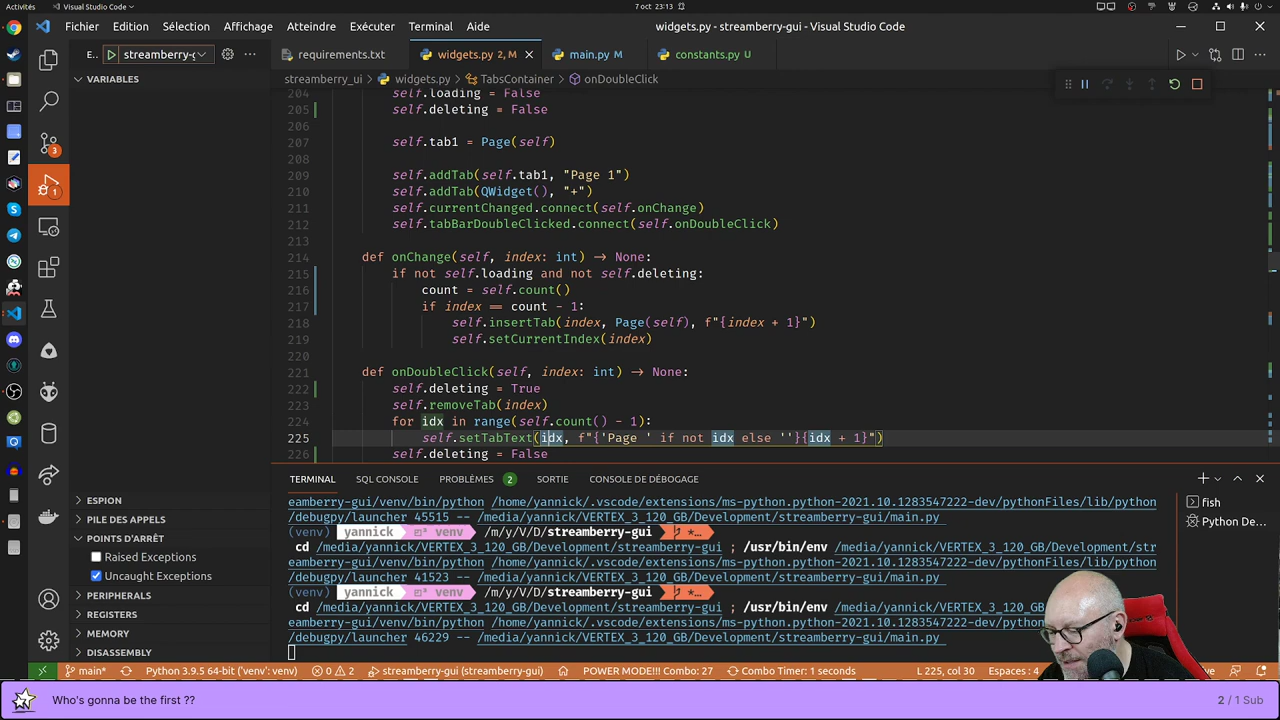 Activités
7 oct 23:13
Fichier Edition Sélection Affichage Atteindre Exécuter Terminal Aide
widgets.py - streamberry-gui - Visual Studio Code
E.. streamberry-g
requirements.txt
widgets.py 2, M
main.py M
constants.py U
VARIABLES
streamberry_ui > widgets.py > TabsContainer > onDoubleClick
204 self.loading = False
205 self.deleting = False
206
207 self.tab1 = Page(self)
208
209 self.addTab(self.tab1, "Page 1")
210 self.addTab(QWidget(), "+")
211 self.currentChanged.connect(self.onChange)
212 self.tabBarDoubleClicked.connect(self.onDoubleClick)
213
214 def onChange(self, index: int) -> None:
215 if not self.loading and not self.deleting:
216 count = self.count()
217 if index == count - 1:
218 self.insertTab(index, Page(self), f"{index + 1}")
219 self.setCurrentIndex(index)
220
221 def onDoubleClick(self, index: int) -> None:
222 self.deleting = True
223 self.removeTab(index)
224 for idx in range(self.count() - 1):
225 self.setTabText(idx, f"{'Page ' if not idx else ''}{idx + 1}")
226 self.deleting = False
TERMINAL SQL CONSOLE PROBLÈMES 2 SORTIE CONSOLE DE DÉBOGAGE
eamberry-gui/venv/bin/python /home/yannick/.vscode/extensions/ms-python.python-2021.10.1283547222-dev/pythonFiles/lib/python
/debugpy/launcher 45515 -- /media/yannick/VERTEX_3_120_GB/Development/streamberry-gui/main.py
(venv) yannick venv /m/y/V/D/streamberry-gui *…
cd /media/yannick/VERTEX_3_120_GB/Development/streamberry-gui ; /usr/bin/env /media/yannick/VERTEX_3_120_GB/Development/str
eamberry-gui/venv/bin/python /home/yannick/.vscode/extensions/ms-python.python-2021.10.1283547222-dev/pythonFiles/lib/python
/debugpy/launcher 41523 -- /media/yannick/VERTEX_3_120_GB/Development/streamberry-gui/main.py
(venv) yannick venv /m/y/V/D/streamberry-gui *…
cd /media/yannick/VERTEX_3_120_GB/Development/streamberry-gui ; /usr/bin/env /media/yannick/VERTEX_3_120_GB
eamberry-gui/venv/bin/python /home/yannick/.vscode/extensions/ms-python.python-2021.10.1283547222-dev/pytho
/debugpy/launcher 46229 -- /media/yannick/VERTEX_3_120_GB/Development/streamberry-gui/main.py
fish
Python De...
ESPION
PILE DES APPELS
POINTS D'ARRÊT
Raised Exceptions
Uncaught Exceptions
PERIPHERALS
REGISTERS
MEMORY
DISASSEMBLY
3
1
main* Python 3.9.5 64-bit ('venv': venv) 0 2 streamberry-gui (streamberry-gui) POWER MODE!!! Combo: 27 Combo Timer: 1 seconds L 225, col 30 Espaces : 4
Who's gonna be the first ??
2 / 1 Sub